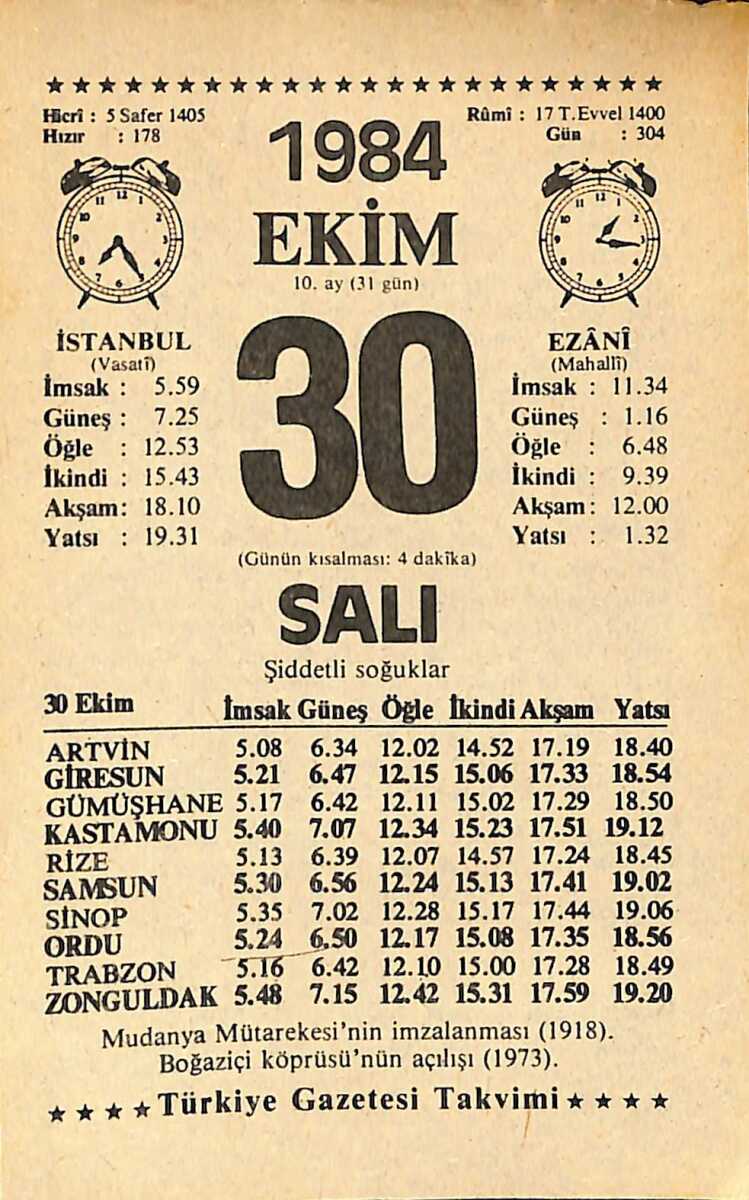 ★ ★ ★ ★ ★ ★ ★ ★ ★ ★ ★ ★ ★ ★ ★ ★ ★ ★ ★ ★ ★ ★ ★ ★
Hicrî : 5 Safer 1405
Hızır : 178
Rûmî : 17 T.Evvel 1400
Gün : 304
1984
EKİM
10. ay (31 gün)
30
İSTANBUL
(Vasatî)
İmsak : 5.59
Güneş : 7.25
Öğle : 12.53
İkindi : 15.43
Akşam: 18.10
Yatsı : 19.31
EZÂNÎ
(Mahallî)
İmsak : 11.34
Güneş : 1.16
Öğle : 6.48
İkindi : 9.39
Akşam: 12.00
Yatsı : 1.32
(Günün kısalması: 4 dakîka)
SALI
Şiddetli soğuklar
30 Ekim İmsak Güneş Öğle İkindi Akşam Yatsı
ARTVİN 5.08 6.34 12.02 14.52 17.19 18.40
GİRESUN 5.21 6.47 12.15 15.06 17.33 18.54
GÜMÜŞHANE 5.17 6.42 12.11 15.02 17.29 18.50
KASTAMONU 5.40 7.07 12.34 15.23 17.51 19.12
RİZE 5.13 6.39 12.07 14.57 17.24 18.45
SAMSUN 5.30 6.56 12.24 15.13 17.41 19.02
SİNOP 5.35 7.02 12.28 15.17 17.44 19.06
ORDU 5.24 6.50 12.17 15.08 17.35 18.56
TRABZON 5.16 6.42 12.10 15.00 17.28 18.49
ZONGULDAK 5.48 7.15 12.42 15.31 17.59 19.20
Mudanya Mütarekesi'nin imzalanması (1918).
Boğaziçi köprüsü'nün açılışı (1973).
★ ★ ★ ★ Türkiye Gazetesi Takvimi ★ ★ ★ ★